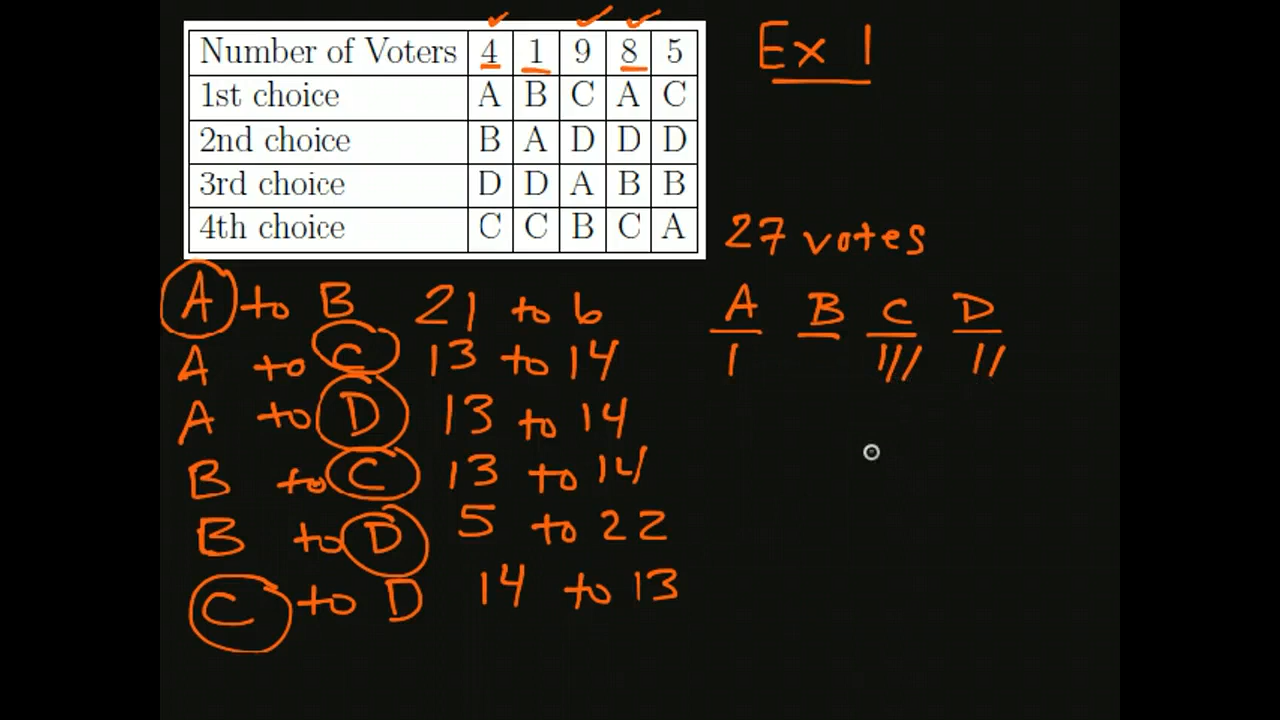 Number of Voters 4 1 9 8 5
1st choice A B C A C
2nd choice B A D D D
3rd choice D D A B B
4th choice C C B C A
Ex 1
27 votes
A B C D
I III II
A to B 21 to 6
A to C 13 to 14
A to D 13 to 14
B to C 13 to 14
B to D 5 to 22
C to D 14 to 13